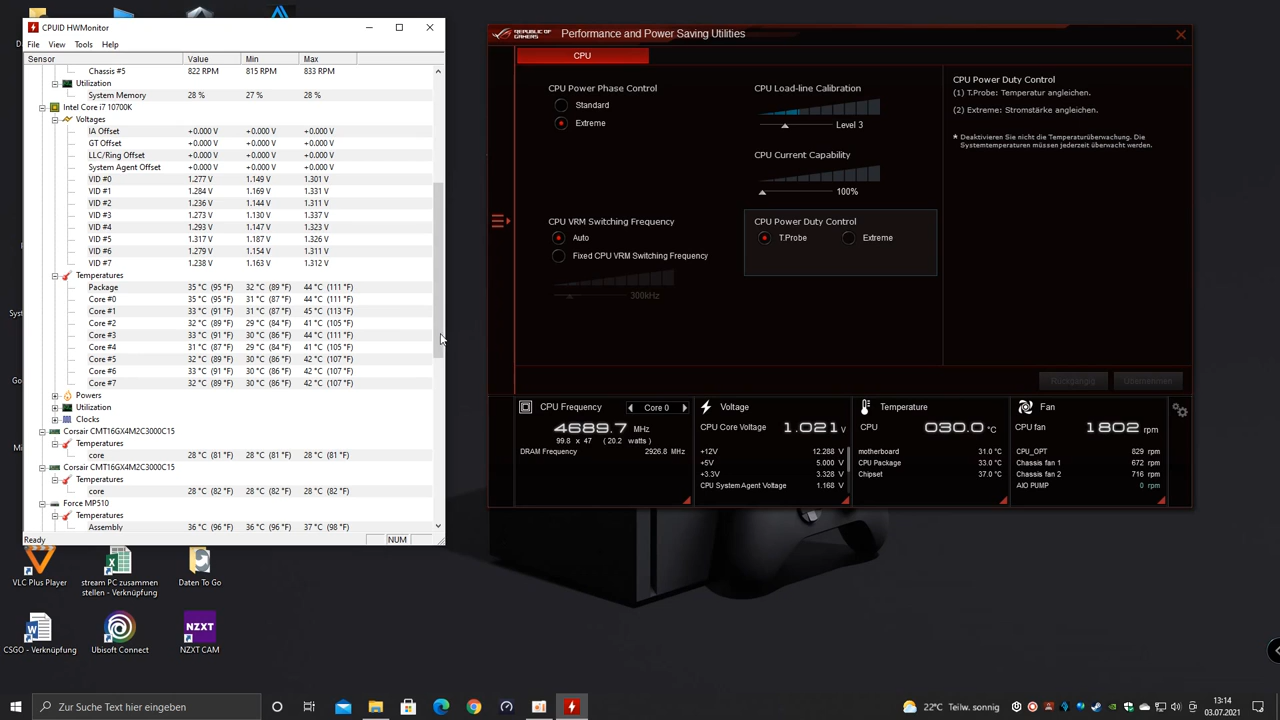 CPUID HWMonitor
File View Tools Help
Sensor Value Min Max
Chassis #5 822 RPM 815 RPM 833 RPM
Utilization
System Memory 28 % 27 % 28 %
Intel Core i7 10700K
Voltages
IA Offset +0.000 V +0.000 V +0.000 V
GT Offset +0.000 V +0.000 V +0.000 V
LLC/Ring Offset +0.000 V +0.000 V +0.000 V
System Agent Offset +0.000 V +0.000 V +0.000 V
VID #0 1.277 V 1.149 V 1.301 V
VID #1 1.284 V 1.169 V 1.331 V
VID #2 1.236 V 1.144 V 1.311 V
VID #3 1.273 V 1.130 V 1.337 V
VID #4 1.293 V 1.147 V 1.323 V
VID #5 1.317 V 1.187 V 1.326 V
VID #6 1.279 V 1.154 V 1.311 V
VID #7 1.238 V 1.163 V 1.312 V
Temperatures
Package 35 °C (95 °F) 32 °C (89 °F) 44 °C (111 °F)
Core #0 35 °C (95 °F) 31 °C (87 °F) 44 °C (111 °F)
Core #1 33 °C (91 °F) 31 °C (87 °F) 45 °C (113 °F)
Core #2 32 °C (89 °F) 29 °C (84 °F) 41 °C (105 °F)
Core #3 33 °C (91 °F) 30 °C (86 °F) 44 °C (111 °F)
Core #4 31 °C (87 °F) 29 °C (84 °F) 41 °C (105 °F)
Core #5 32 °C (89 °F) 30 °C (86 °F) 42 °C (107 °F)
Core #6 33 °C (91 °F) 30 °C (86 °F) 42 °C (107 °F)
Core #7 32 °C (89 °F) 30 °C (86 °F) 42 °C (107 °F)
Powers
Utilization
Clocks
Corsair CMT16GX4M2C3000C15
Temperatures
core 28 °C (81 °F) 28 °C (81 °F) 28 °C (81 °F)
Corsair CMT16GX4M2C3000C15
Temperatures
core 28 °C (82 °F) 28 °C (82 °F) 28 °C (82 °F)
Force MP510
Temperatures
Assembly 36 °C (96 °F) 36 °C (96 °F) 37 °C (98 °F)
Ready NUM
REPUBLIC OF
GAMERS
Performance and Power Saving Utilities
CPU
CPU Power Phase Control
Standard
Extreme
CPU Load-line Calibration
Level 3
CPU Current Capability
100%
CPU VRM Switching Frequency
Auto
Fixed CPU VRM Switching Frequency
300kHz
CPU Power Duty Control
T.Probe Extreme
CPU Power Duty Control
(1) T.Probe: Temperatur angleichen.
(2) Extreme: Stromstärke angleichen.
* Deaktivieren Sie nicht die Temperaturüberwachung. Die
Systemtemperaturen müssen jederzeit überwacht werden.
Rückgängig Übernehmen
CPU Frequency Core 0
4689.7 MHz
99.8 x 47 (20.2 watts)
DRAM Frequency 2926.8 MHz
Voltage
CPU Core Voltage 1.021 V
+12V 12.288 V
+5V 5.000 V
+3.3V 3.328 V
CPU System Agent Voltage 1.168 V
Temperature
CPU 030.0 °C
motherboard 31.0 °C
CPU Package 33.0 °C
Chipset 37.0 °C
Fan
CPU fan 1802 rpm
CPU_OPT 829 rpm
Chassis fan 1 672 rpm
Chassis fan 2 716 rpm
AIO PUMP 0 rpm
VLC Plus Player
stream PC zusammen
stellen - Verknüpfung
Daten To Go
CSGO - Verknüpfung
Ubisoft Connect
NZXT
NZXT CAM
Zur Suche Text hier eingeben
22°C Teilw. sonnig
13:14
03.07.2021